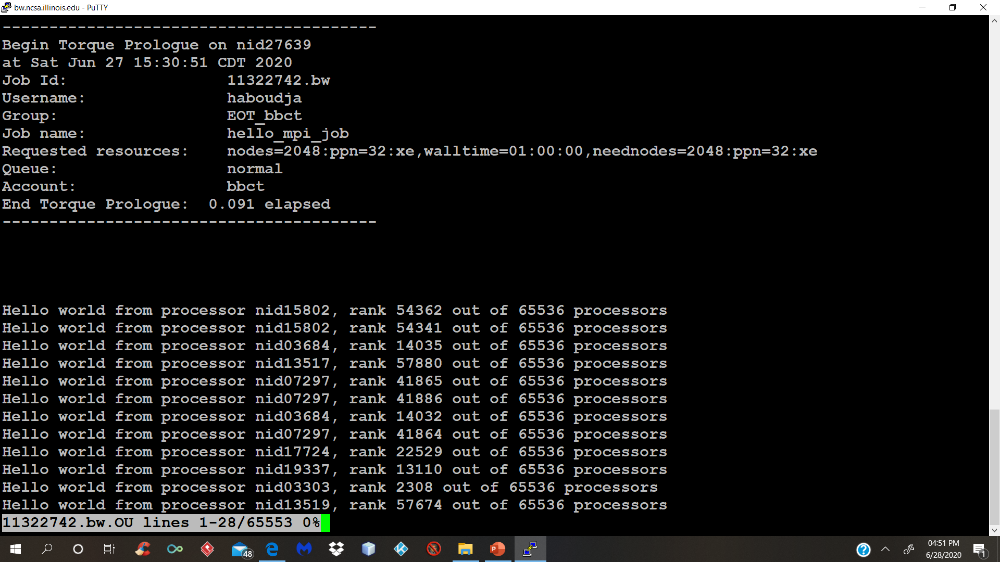 bw.ncsa.illinois.edu - PuTTY
----------------------------------------
Begin Torque Prologue on nid27639
at Sat Jun 27 15:30:51 CDT 2020
Job Id: 11322742.bw
Username: haboudja
Group: EOT_bbct
Job name: hello_mpi_job
Requested resources: nodes=2048:ppn=32:xe,walltime=01:00:00,neednodes=2048:ppn=32:xe
Queue: normal
Account: bbct
End Torque Prologue:  0.091 elapsed
----------------------------------------
Hello world from processor nid15802, rank 54362 out of 65536 processors
Hello world from processor nid15802, rank 54341 out of 65536 processors
Hello world from processor nid03684, rank 14035 out of 65536 processors
Hello world from processor nid13517, rank 57880 out of 65536 processors
Hello world from processor nid07297, rank 41865 out of 65536 processors
Hello world from processor nid07297, rank 41886 out of 65536 processors
Hello world from processor nid03684, rank 14032 out of 65536 processors
Hello world from processor nid07297, rank 41864 out of 65536 processors
Hello world from processor nid17724, rank 22529 out of 65536 processors
Hello world from processor nid19337, rank 13110 out of 65536 processors
Hello world from processor nid03303, rank 2308 out of 65536 processors
Hello world from processor nid13519, rank 57674 out of 65536 processors
11322742.bw.OU lines 1-28/65553 0%
48
04:51 PM
6/28/2020
1